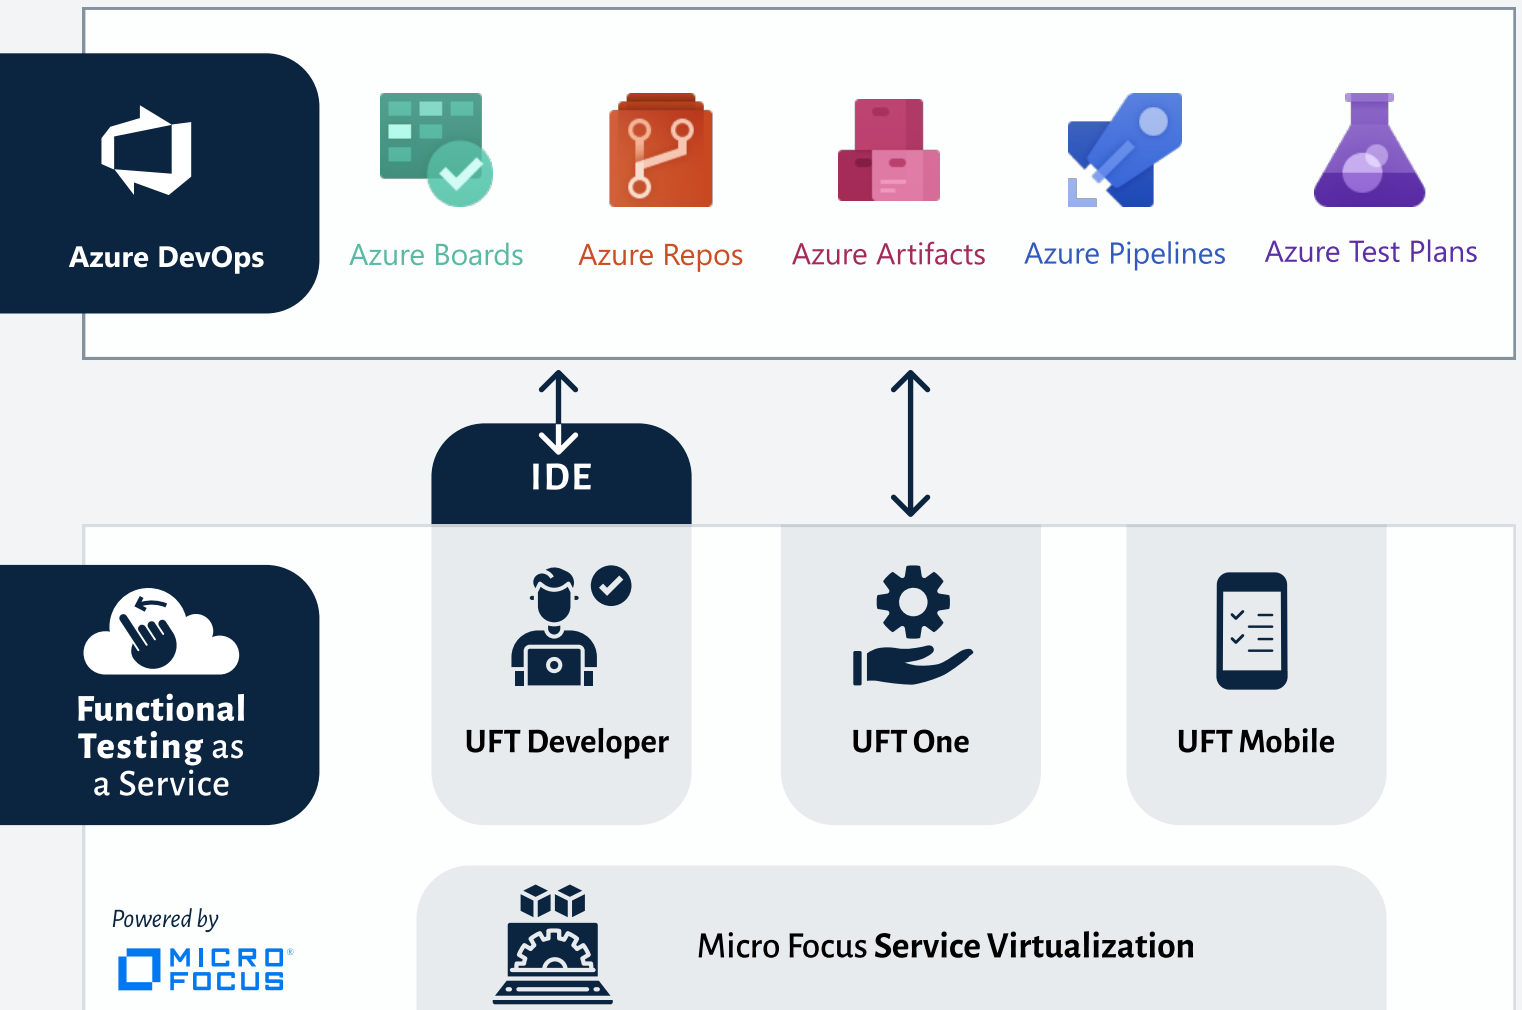 Azure DevOps
Azure Boards
Azure Repos
Azure Artifacts
Azure Pipelines
Azure Test Plans
IDE
Functional
Testing as
a Service
UFT Developer
UFT One
UFT Mobile
Powered by
MICRO
FOCUS®
Micro Focus Service Virtualization